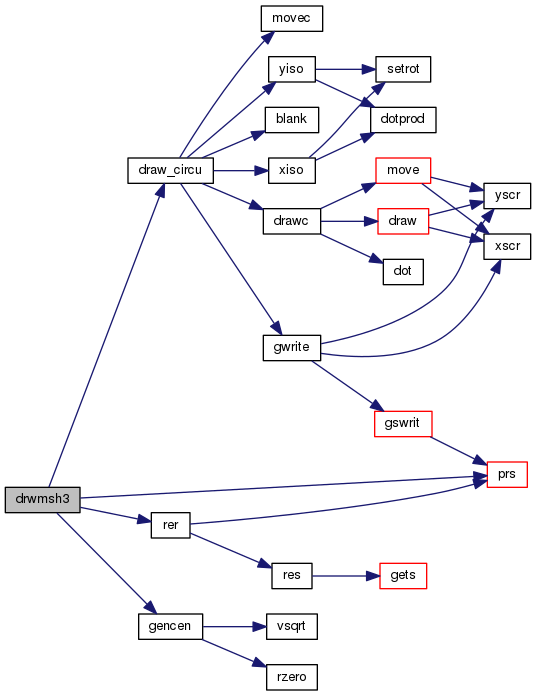 movec
yiso
setrot
blank
dotprod
draw_circu
xiso
move
yscr
drawc
draw
xscr
dot
gwrite
gswrit
prs
drwmsh3
rer
res
gets
gencen
vsqrt
rzero